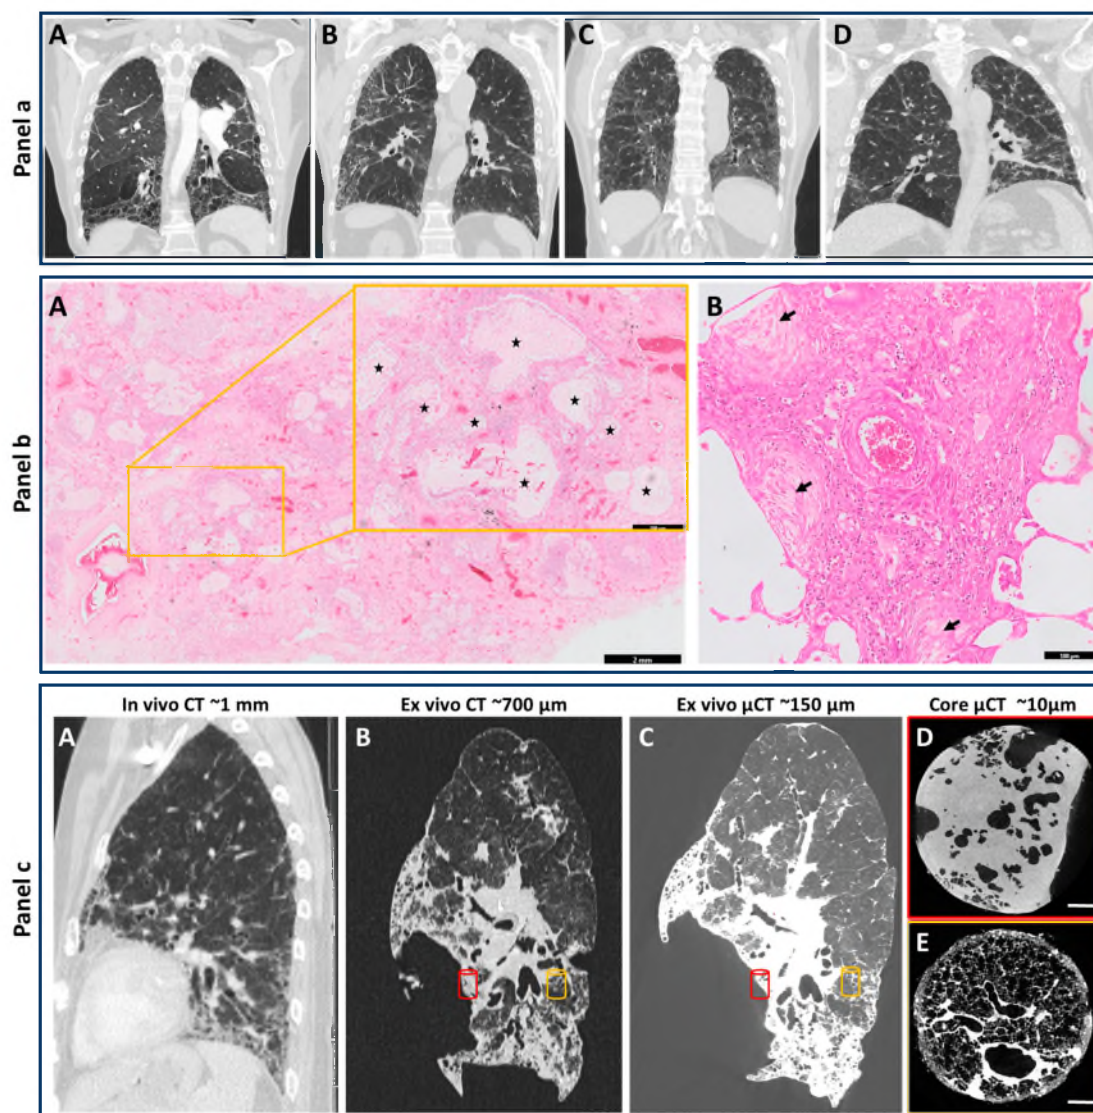 Panel a
A
B
C
D
Panel b
A
B
2 mm
100 µm
Panel c
In vivo CT ~1 mm
Ex vivo CT ~700 µm
Ex vivo µCT ~150 µm
Core µCT ~10µm
A
B
C
D
E